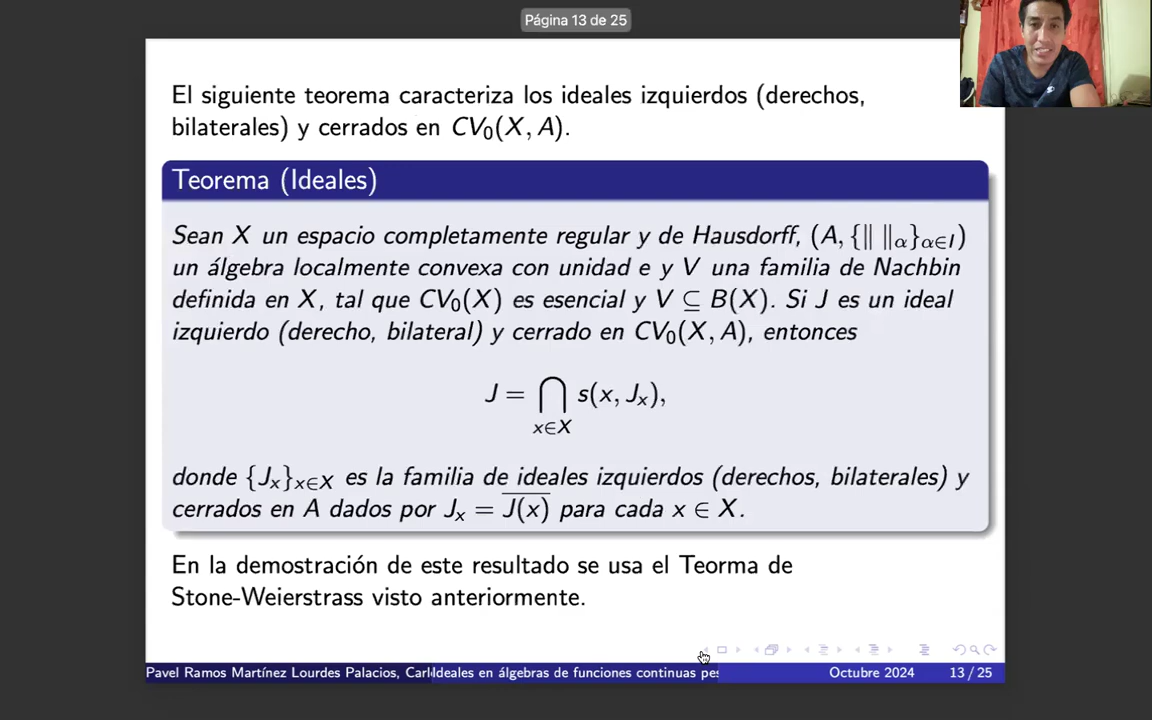 Página 13 de 25
El siguiente teorema caracteriza los ideales izquierdos (derechos,
bilaterales) y cerrados en CV₀(X, A).
Teorema (Ideales)
Sean X un espacio completamente regular y de Hausdorff, (A, {‖ ‖α}α∈I)
un álgebra localmente convexa con unidad e y V una familia de Nachbin
definida en X, tal que CV₀(X) es esencial y V ⊆ B(X). Si J es un ideal
izquierdo (derecho, bilateral) y cerrado en CV₀(X, A), entonces
J = ⋂ s(x, Jₓ),
x∈X
donde {Jₓ}ₓ∈X es la familia de ideales izquierdos (derechos, bilaterales) y
cerrados en A dados por Jₓ = \overline{J(x)} para cada x ∈ X.
En la demostración de este resultado se usa el Teorma de
Stone-Weierstrass visto anteriormente.
Pavel Ramos Martínez Lourdes Palacios, Carl Ideales en álgebras de funciones continuas pes Octubre 2024 13 / 25